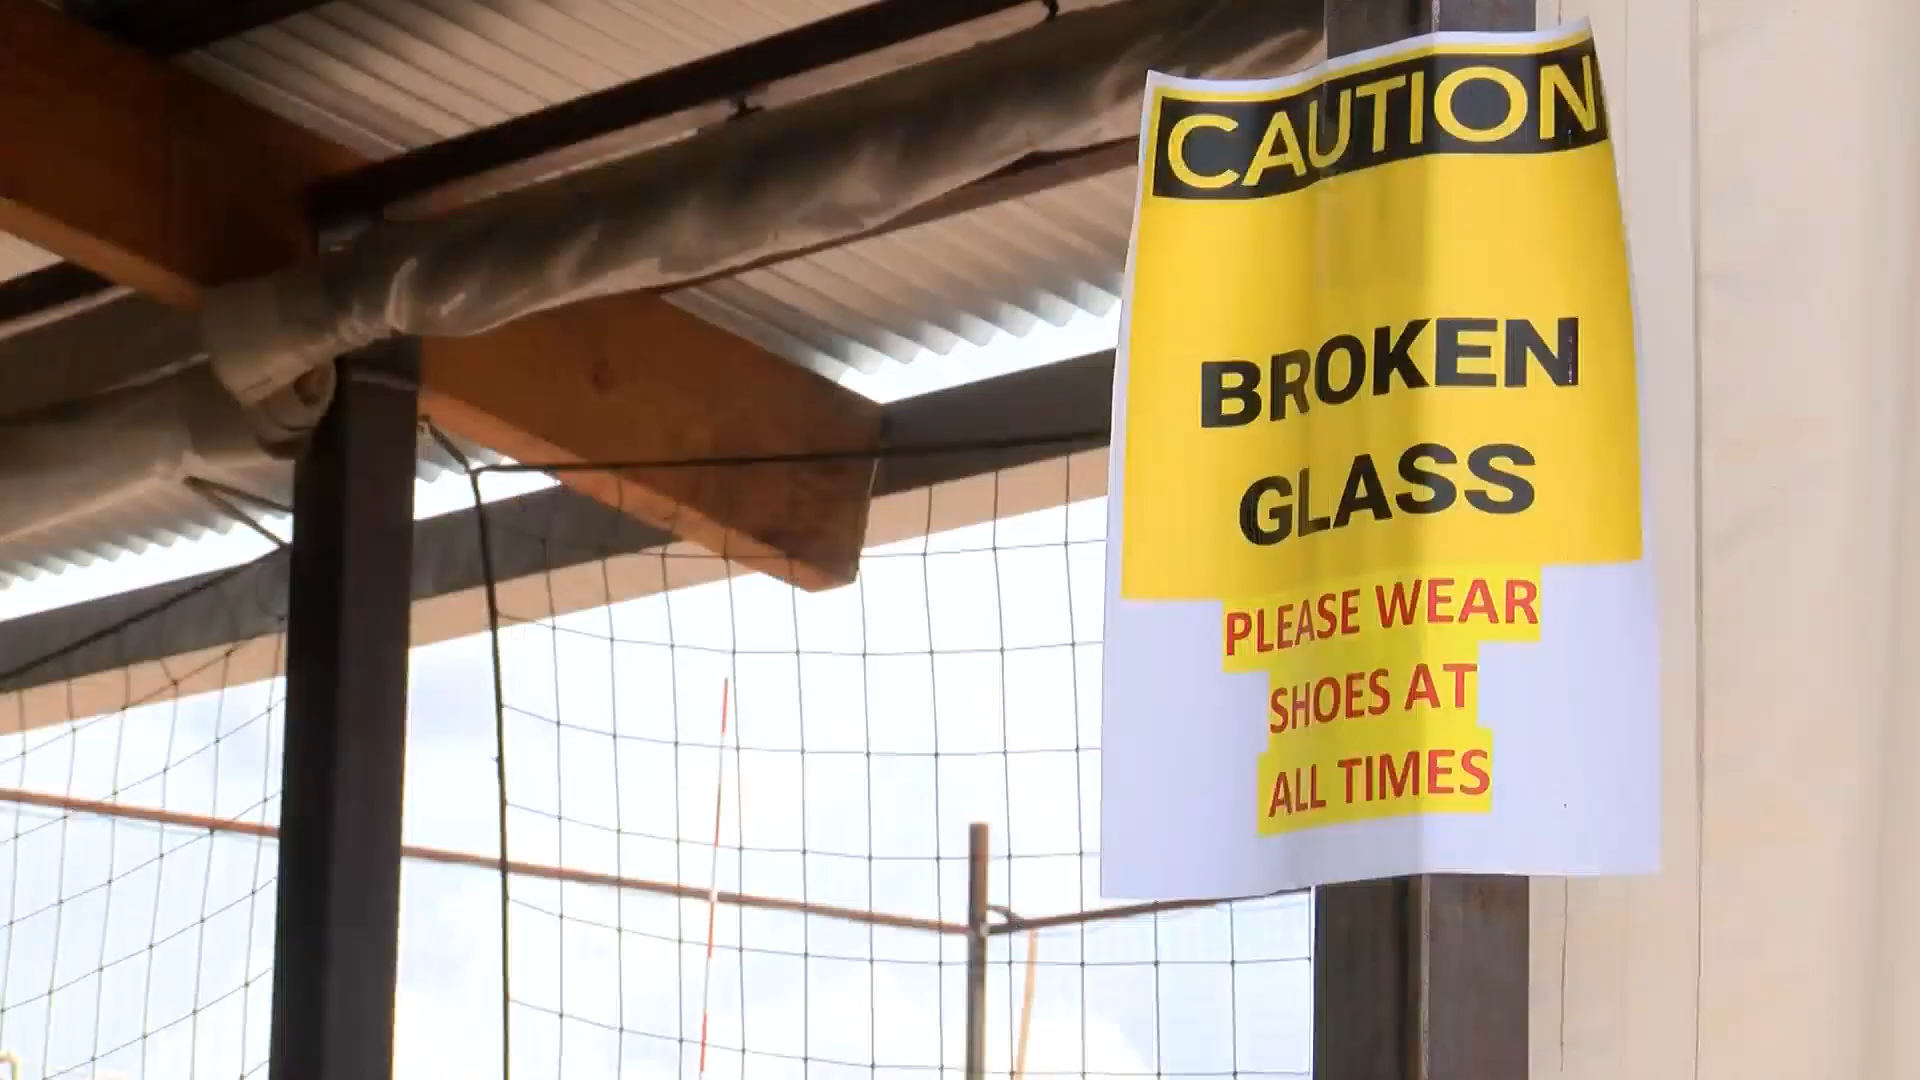 CAUTION
BROKEN
GLASS
PLEASE WEAR
SHOES AT
ALL TIMES